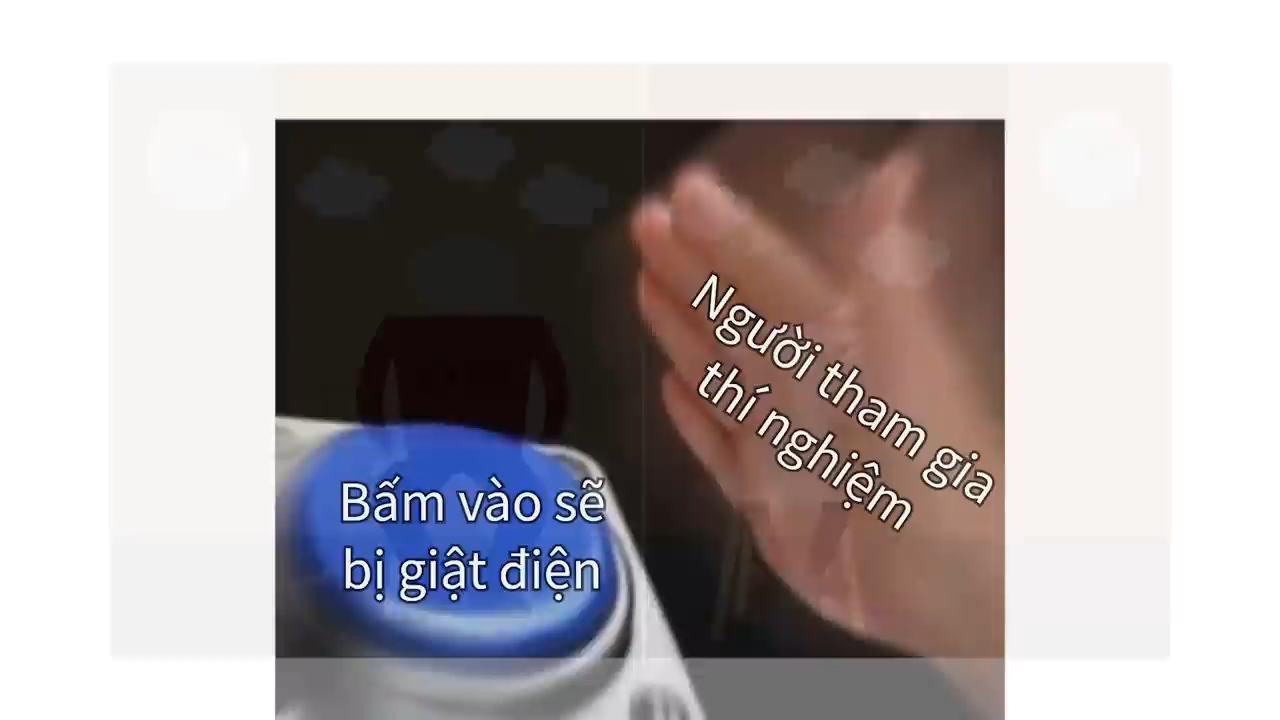 Người tham gia
thí nghiệm
Bấm vào sẽ
bị giật điện